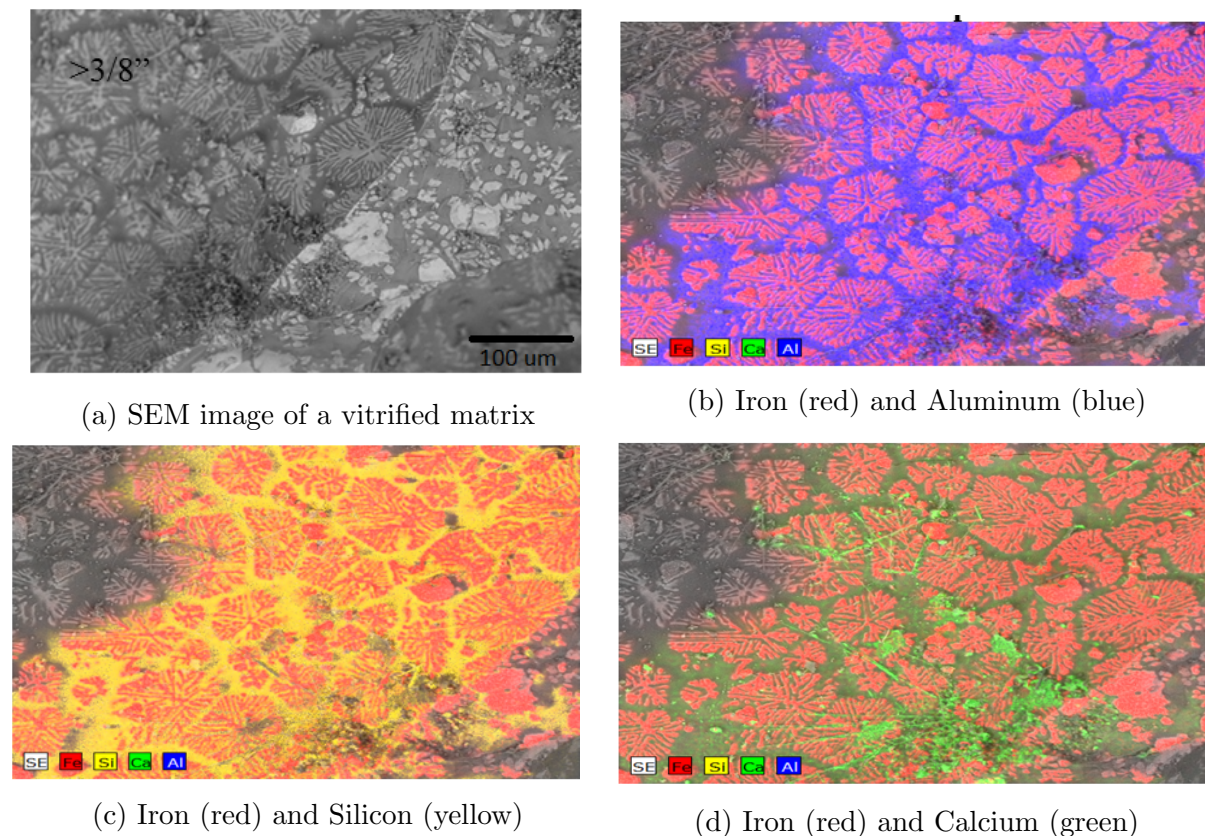 >3/8”
100 um
(a) SEM image of a vitrified matrix
SE Fe Si Ca Al
(b) Iron (red) and Aluminum (blue)
SE Fe Si Ca Al
(c) Iron (red) and Silicon (yellow)
SE Fe Si Ca Al
(d) Iron (red) and Calcium (green)